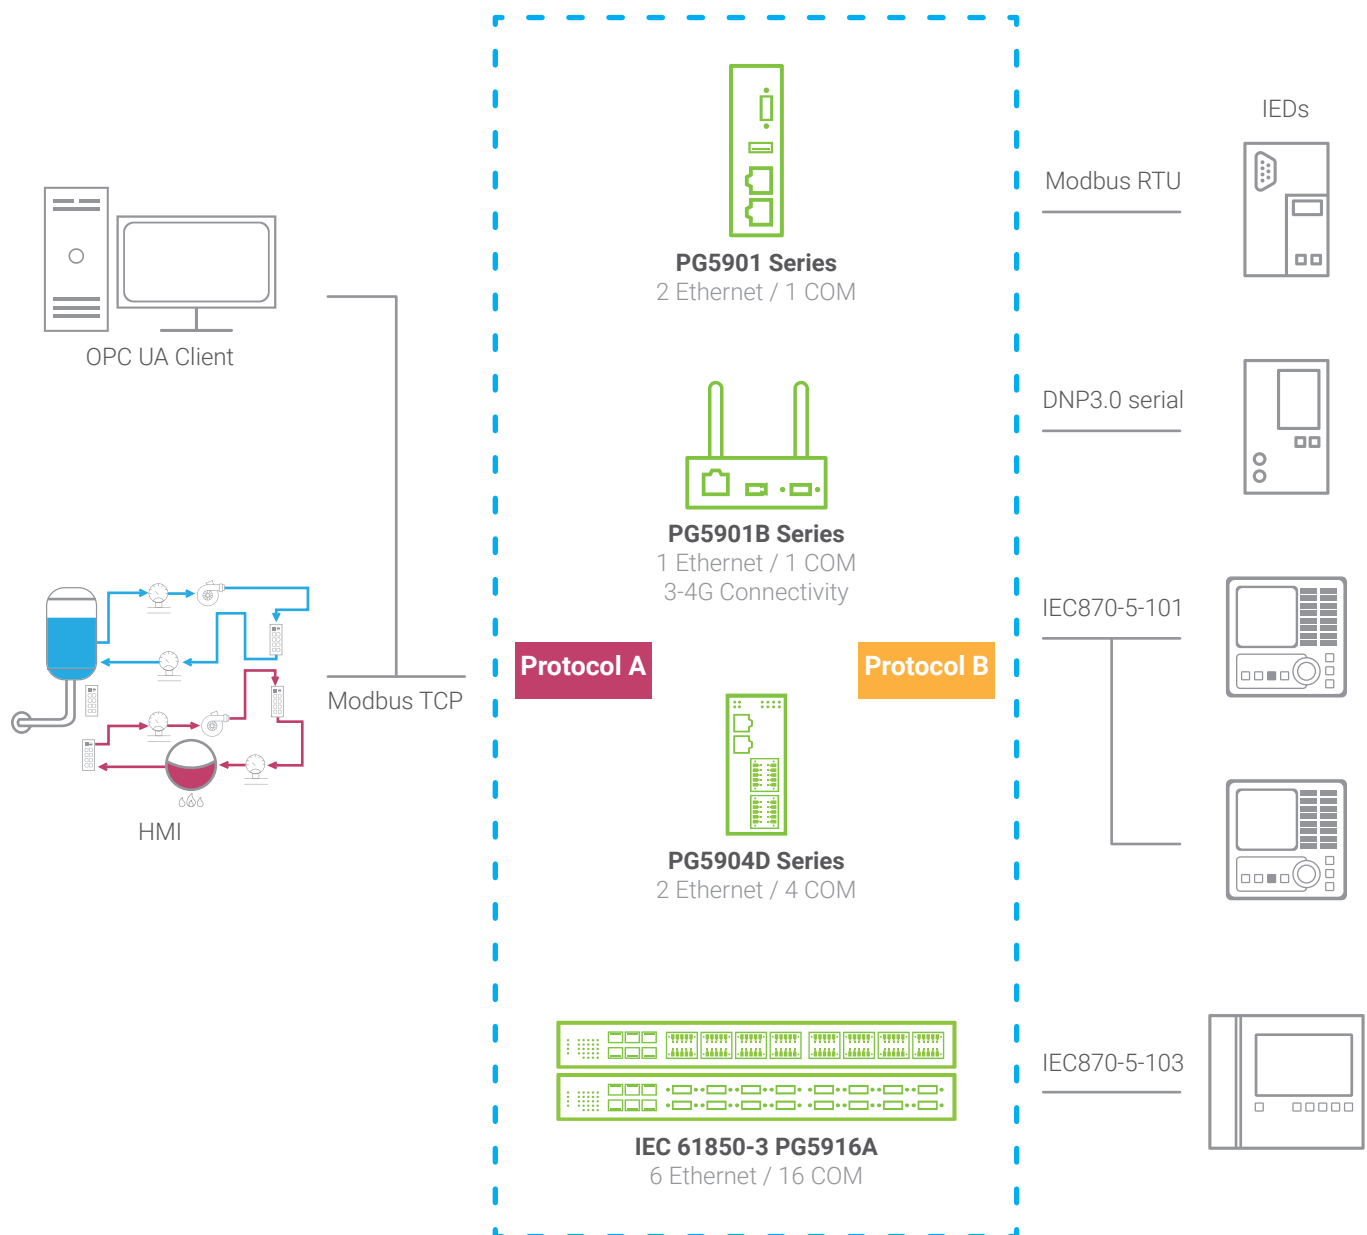 IEDs
Modbus RTU
PG5901 Series
2 Ethernet / 1 COM
OPC UA Client
DNP3.0 serial
PG5901B Series
1 Ethernet / 1 COM
3-4G Connectivity
IEC870-5-101
Protocol A
Protocol B
Modbus TCP
HMI
PG5904D Series
2 Ethernet / 4 COM
IEC870-5-103
IEC 61850-3 PG5916A
6 Ethernet / 16 COM